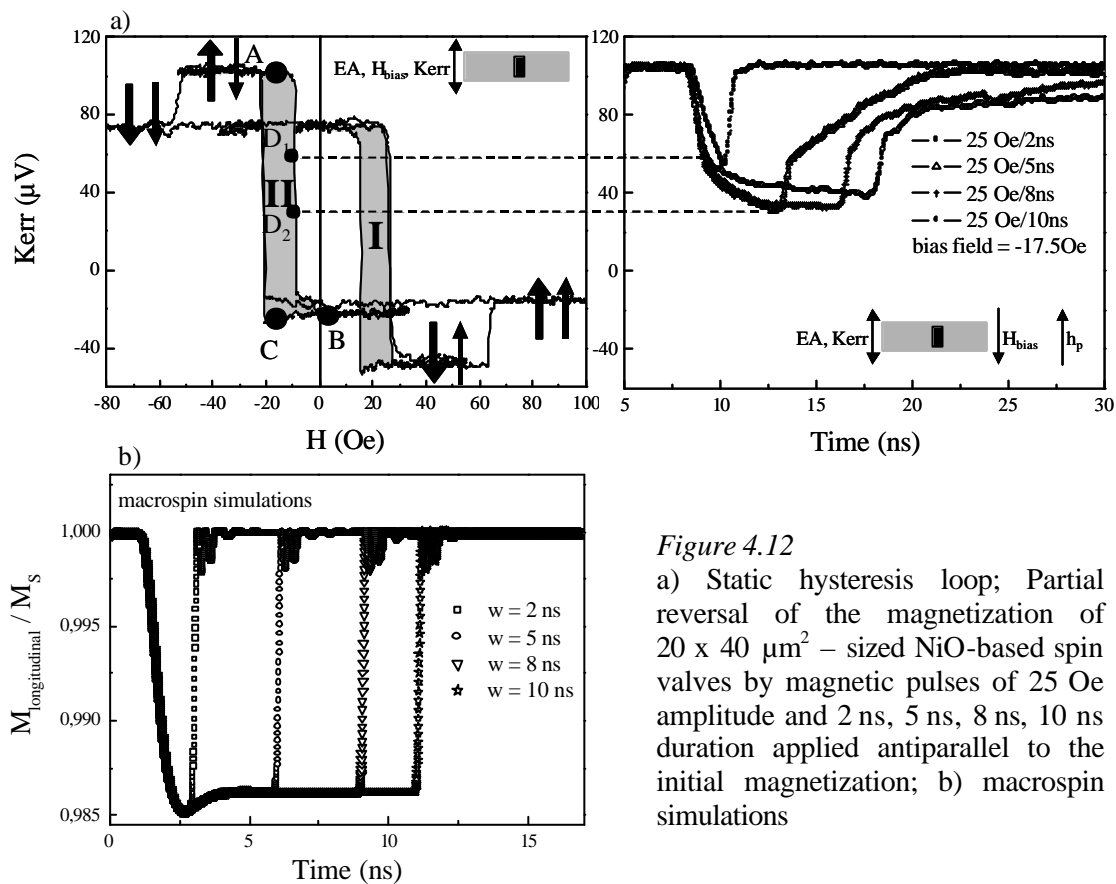 a)
120
80
40
0
-40
Kerr (µV)
-80 -60 -40 -20 0 20 40 60 80 100
H (Oe)
A
D1
II
D2
C
B
I
EA, Hbias, Kerr
120
80
40
0
-40
5 10 15 20 25 30
Time (ns)
25 Oe/2ns
25 Oe/5ns
25 Oe/8ns
25 Oe/10ns
bias field = -17.5Oe
EA, Kerr
Hbias
hp
b)
macrospin simulations
1,000
0,995
0,990
0,985
Mlongitudinal / MS
0 5 10 15
Time (ns)
w = 2 ns
w = 5 ns
w = 8 ns
w = 10 ns
Figure 4.12
a) Static hysteresis loop; Partial
reversal of the magnetization of
20 x 40 µm² – sized NiO-based spin
valves by magnetic pulses of 25 Oe
amplitude and 2 ns, 5 ns, 8 ns, 10 ns
duration applied antiparallel to the
initial magnetization; b) macrospin
simulations